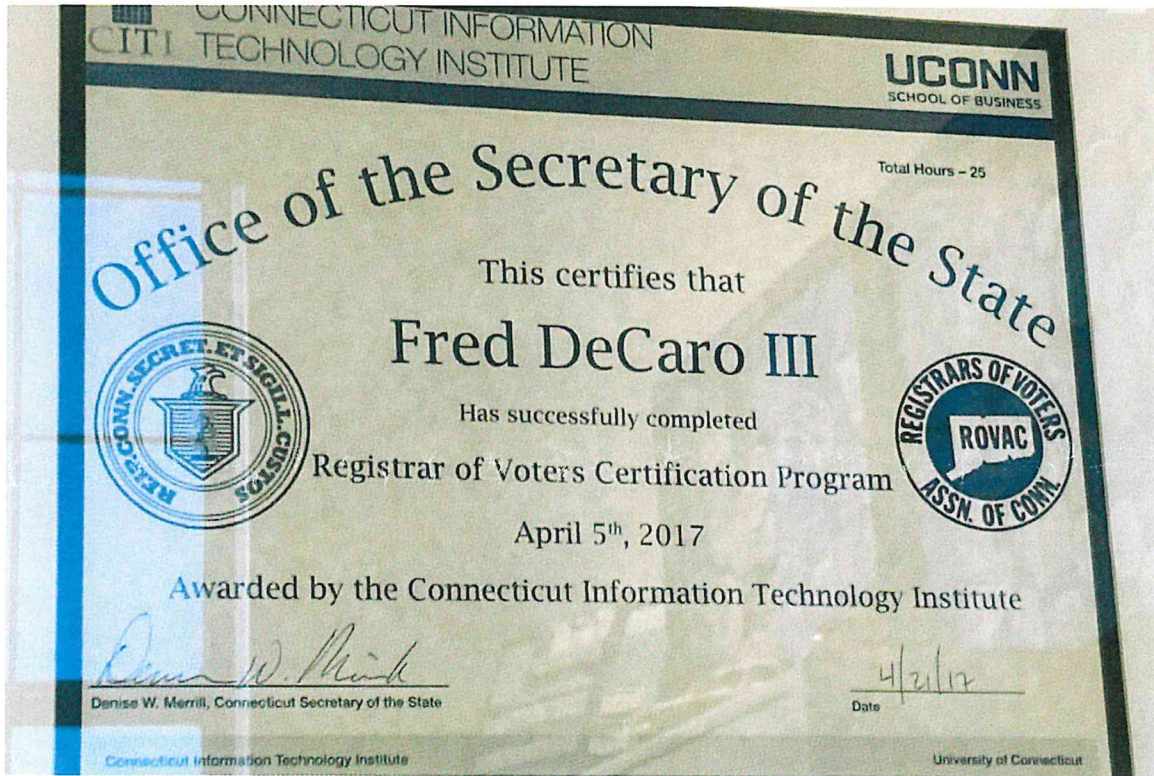 CONNECTICUT INFORMATION
CITI TECHNOLOGY INSTITUTE
UCONN
SCHOOL OF BUSINESS
Total Hours – 25
Office of the Secretary of the State
This certifies that
Fred DeCaro III
Has successfully completed
Registrar of Voters Certification Program
April 5th, 2017
Awarded by the Connecticut Information Technology Institute
REIP. CONN. SECRET. ET SIGILL. CUSTOS
REGISTRARS OF VOTERS
ROVAC
ASSN. OF CONN.
Denise W. Merrill, Connecticut Secretary of the State
4/21/17
Date
Connecticut Information Technology Institute
University of Connecticut